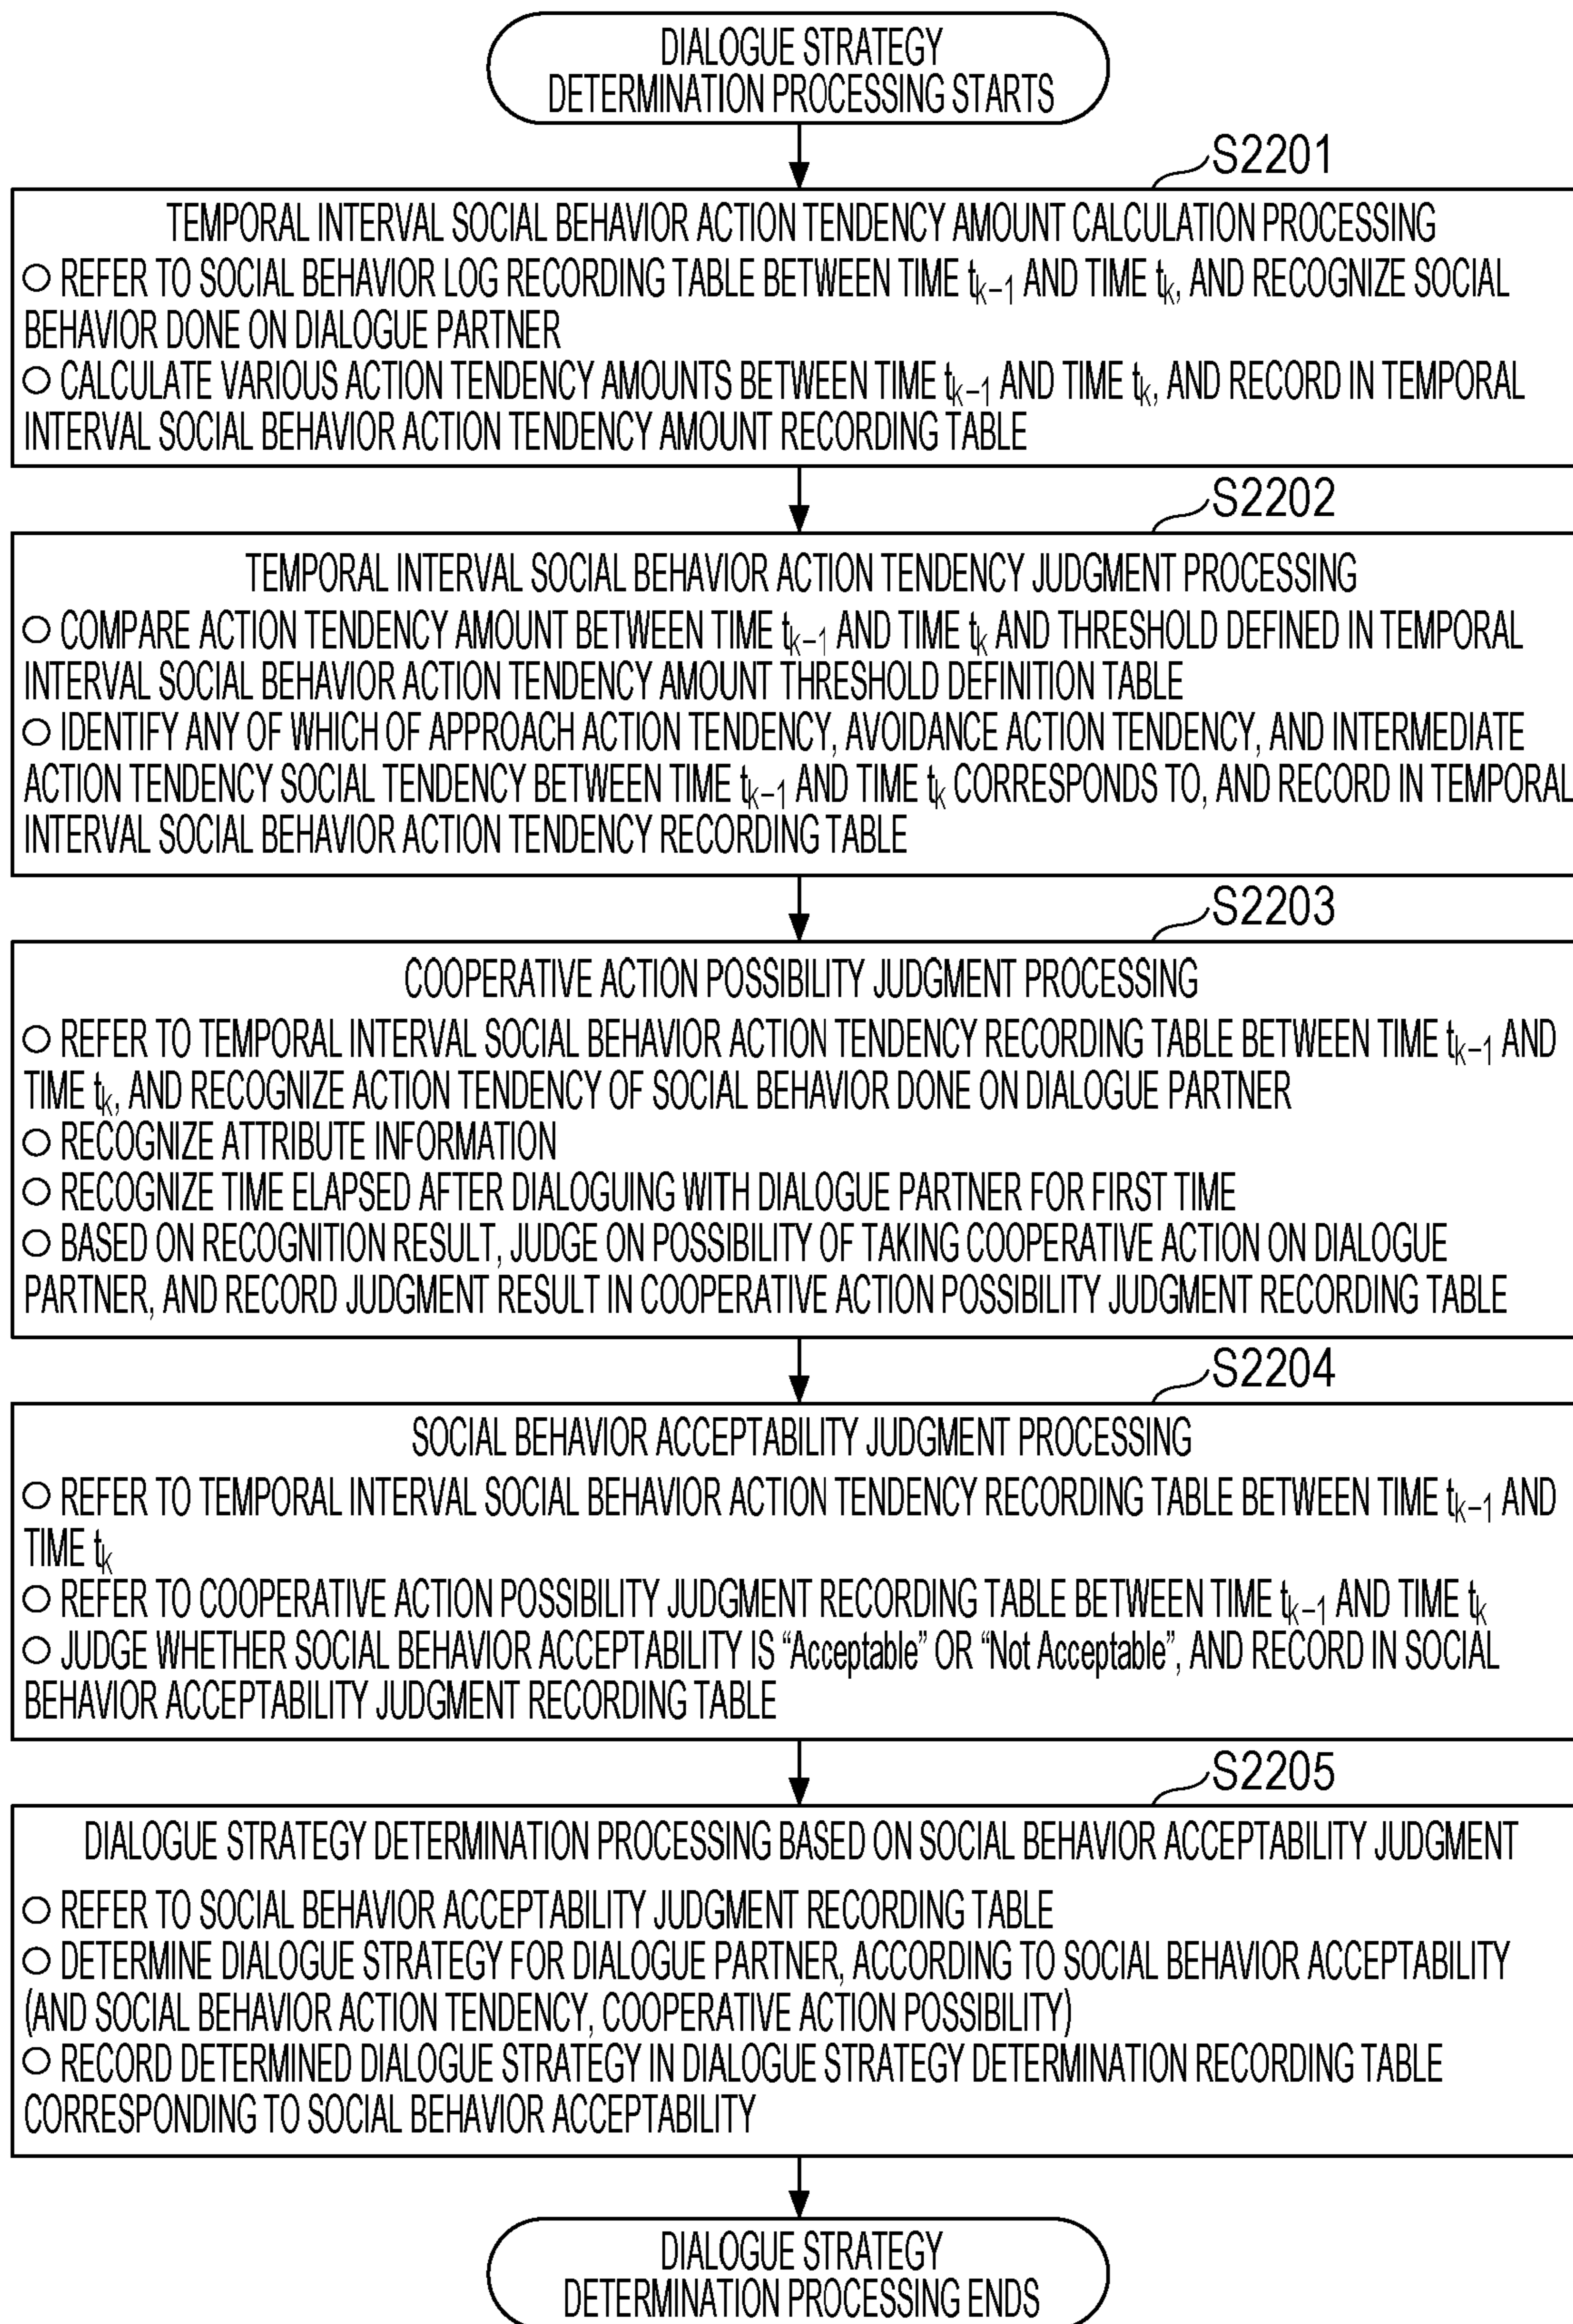 DIALOGUE STRATEGY
DETERMINATION PROCESSING STARTS
S2201
TEMPORAL INTERVAL SOCIAL BEHAVIOR ACTION TENDENCY AMOUNT CALCULATION PROCESSING
○ REFER TO SOCIAL BEHAVIOR LOG RECORDING TABLE BETWEEN TIME tk−1 AND TIME tk, AND RECOGNIZE SOCIAL
BEHAVIOR DONE ON DIALOGUE PARTNER
○ CALCULATE VARIOUS ACTION TENDENCY AMOUNTS BETWEEN TIME tk−1 AND TIME tk, AND RECORD IN TEMPORAL
INTERVAL SOCIAL BEHAVIOR ACTION TENDENCY AMOUNT RECORDING TABLE
S2202
TEMPORAL INTERVAL SOCIAL BEHAVIOR ACTION TENDENCY JUDGMENT PROCESSING
○ COMPARE ACTION TENDENCY AMOUNT BETWEEN TIME tk−1 AND TIME tk AND THRESHOLD DEFINED IN TEMPORAL
INTERVAL SOCIAL BEHAVIOR ACTION TENDENCY AMOUNT THRESHOLD DEFINITION TABLE
○ IDENTIFY ANY OF WHICH OF APPROACH ACTION TENDENCY, AVOIDANCE ACTION TENDENCY, AND INTERMEDIATE
ACTION TENDENCY SOCIAL TENDENCY BETWEEN TIME tk−1 AND TIME tk CORRESPONDS TO, AND RECORD IN TEMPORAL
INTERVAL SOCIAL BEHAVIOR ACTION TENDENCY RECORDING TABLE
S2203
COOPERATIVE ACTION POSSIBILITY JUDGMENT PROCESSING
○ REFER TO TEMPORAL INTERVAL SOCIAL BEHAVIOR ACTION TENDENCY RECORDING TABLE BETWEEN TIME tk−1 AND
TIME tk, AND RECOGNIZE ACTION TENDENCY OF SOCIAL BEHAVIOR DONE ON DIALOGUE PARTNER
○ RECOGNIZE ATTRIBUTE INFORMATION
○ RECOGNIZE TIME ELAPSED AFTER DIALOGUING WITH DIALOGUE PARTNER FOR FIRST TIME
○ BASED ON RECOGNITION RESULT, JUDGE ON POSSIBILITY OF TAKING COOPERATIVE ACTION ON DIALOGUE
PARTNER, AND RECORD JUDGMENT RESULT IN COOPERATIVE ACTION POSSIBILITY JUDGMENT RECORDING TABLE
S2204
SOCIAL BEHAVIOR ACCEPTABILITY JUDGMENT PROCESSING
○ REFER TO TEMPORAL INTERVAL SOCIAL BEHAVIOR ACTION TENDENCY RECORDING TABLE BETWEEN TIME tk−1 AND
TIME tk
○ REFER TO COOPERATIVE ACTION POSSIBILITY JUDGMENT RECORDING TABLE BETWEEN TIME tk−1 AND TIME tk
○ JUDGE WHETHER SOCIAL BEHAVIOR ACCEPTABILITY IS “Acceptable” OR “Not Acceptable”, AND RECORD IN SOCIAL
BEHAVIOR ACCEPTABILITY JUDGMENT RECORDING TABLE
S2205
DIALOGUE STRATEGY DETERMINATION PROCESSING BASED ON SOCIAL BEHAVIOR ACCEPTABILITY JUDGMENT
○ REFER TO SOCIAL BEHAVIOR ACCEPTABILITY JUDGMENT RECORDING TABLE
○ DETERMINE DIALOGUE STRATEGY FOR DIALOGUE PARTNER, ACCORDING TO SOCIAL BEHAVIOR ACCEPTABILITY
(AND SOCIAL BEHAVIOR ACTION TENDENCY, COOPERATIVE ACTION POSSIBILITY)
○ RECORD DETERMINED DIALOGUE STRATEGY IN DIALOGUE STRATEGY DETERMINATION RECORDING TABLE
CORRESPONDING TO SOCIAL BEHAVIOR ACCEPTABILITY
DIALOGUE STRATEGY
DETERMINATION PROCESSING ENDS